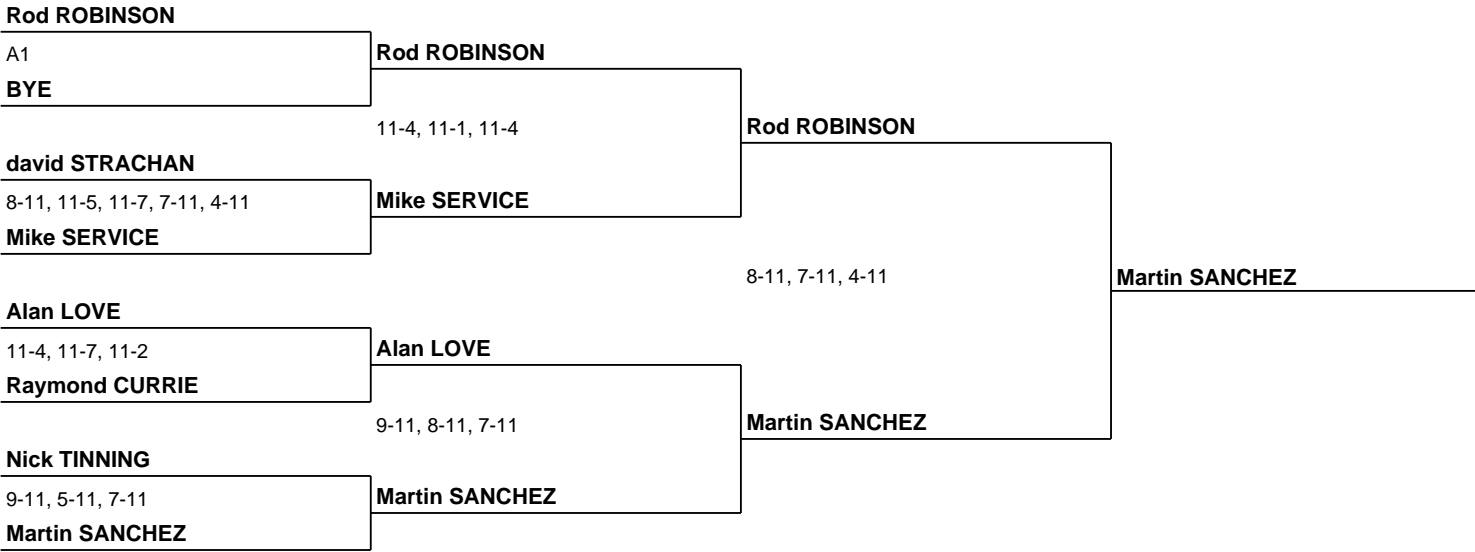 Rod ROBINSON
A1
BYE
david STRACHAN
8-11, 11-5, 11-7, 7-11, 4-11
Mike SERVICE
Alan LOVE
11-4, 11-7, 11-2
Raymond CURRIE
Nick TINNING
9-11, 5-11, 7-11
Martin SANCHEZ
Rod ROBINSON
11-4, 11-1, 11-4
Mike SERVICE
Alan LOVE
9-11, 8-11, 7-11
Martin SANCHEZ
Rod ROBINSON
8-11, 7-11, 4-11
Martin SANCHEZ
Martin SANCHEZ